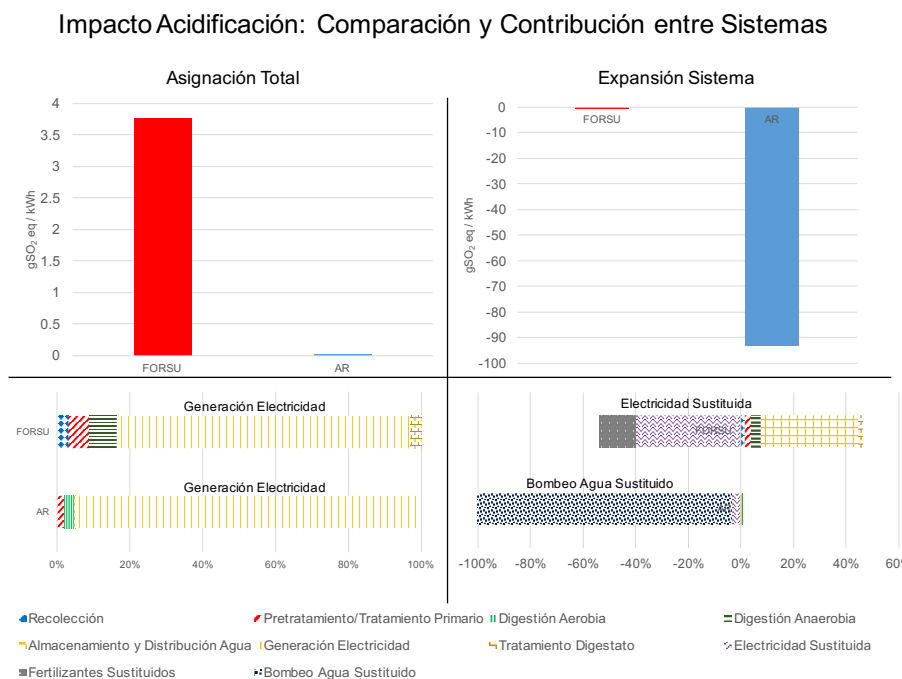 Impacto Acidificación: Comparación y Contribución entre Sistemas
Asignación Total
4
3.5
3
2.5
2
1.5
1
0.5
0
gSO₂ eq / kWh
FORSU
AR
Expansión Sistema
0
-10
-20
-30
-40
-50
-60
-70
-80
-90
-100
gSO₂ eq / kWh
FORSU
AR
Generación Electricidad
FORSU
Generación Electricidad
AR
0% 20% 40% 60% 80% 100%
Electricidad Sustituida
FORSU
Bombeo Agua Sustituido
AR
-100% -80% -60% -40% -20% 0% 20% 40% 60
Recolección Pretratamiento/Tratamiento Primario Digestión Aerobia Digestión Anaerobia
Almacenamiento y Distribución Agua Generación Electricidad Tratamiento Digestato Electricidad Sustituida
Fertilizantes Sustituidos Bombeo Agua Sustituido